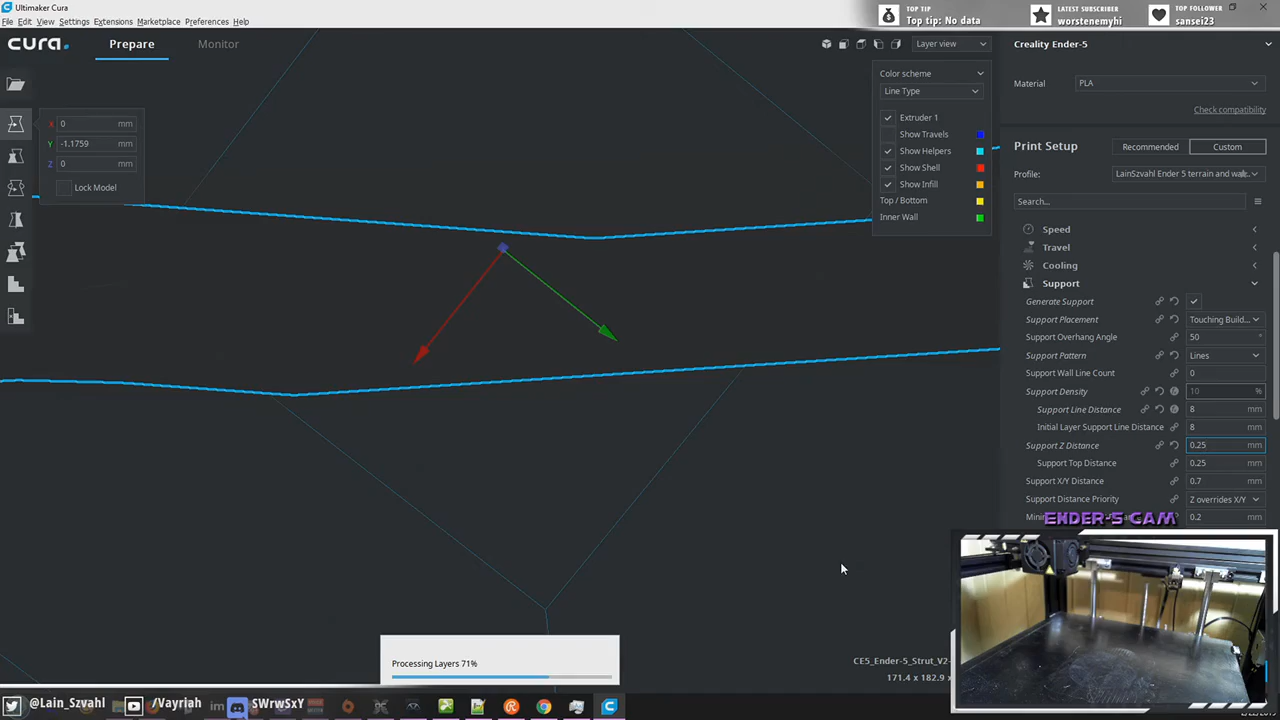 Ultimaker Cura
File Edit View Settings Extensions Marketplace Preferences Help
TOP TIP
Top tip: No data
LATEST SUBSCRIBER
worstenemyhi
TOP FOLLOWER
sansei23
cura.
Prepare
Monitor
Layer view
Creality Ender-5
Material
PLA
Check compatibility
X 0 mm
Y -1.1759 mm
Z 0 mm
Lock Model
Color scheme
Line Type
Extruder 1
Show Travels
Show Helpers
Show Shell
Show Infill
Top / Bottom
Inner Wall
Print Setup
Recommended
Custom
Profile:
Search...
Speed
Travel
Cooling
Support
Generate Support
Support Placement Touching Build...
Support Overhang Angle 50 °
Support Pattern Lines
Support Wall Line Count 0
Support Density 10 %
Support Line Distance 8 mm
Initial Layer Support Line Distance 8 mm
Support Z Distance 0.25 mm
Support Top Distance 0.25 mm
Support X/Y Distance 0.7 mm
Support Distance Priority Z overrides X/Y
0.2 mm
ENDER-5 CAM
Processing Layers 71%
CE5_Ender-5_Strut_V2-
171.4 x 182.9
@Lain_Szvahl
/Vayriah
SWrwSxY